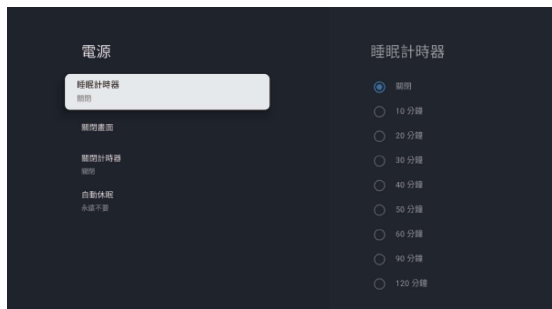 電源
睡眠計時器
關閉
關閉畫面
關閉計時器
關閉
自動休眠
永遠不要
睡眠計時器
關閉
10 分鐘
20 分鐘
30 分鐘
40 分鐘
50 分鐘
60 分鐘
90 分鐘
120 分鐘